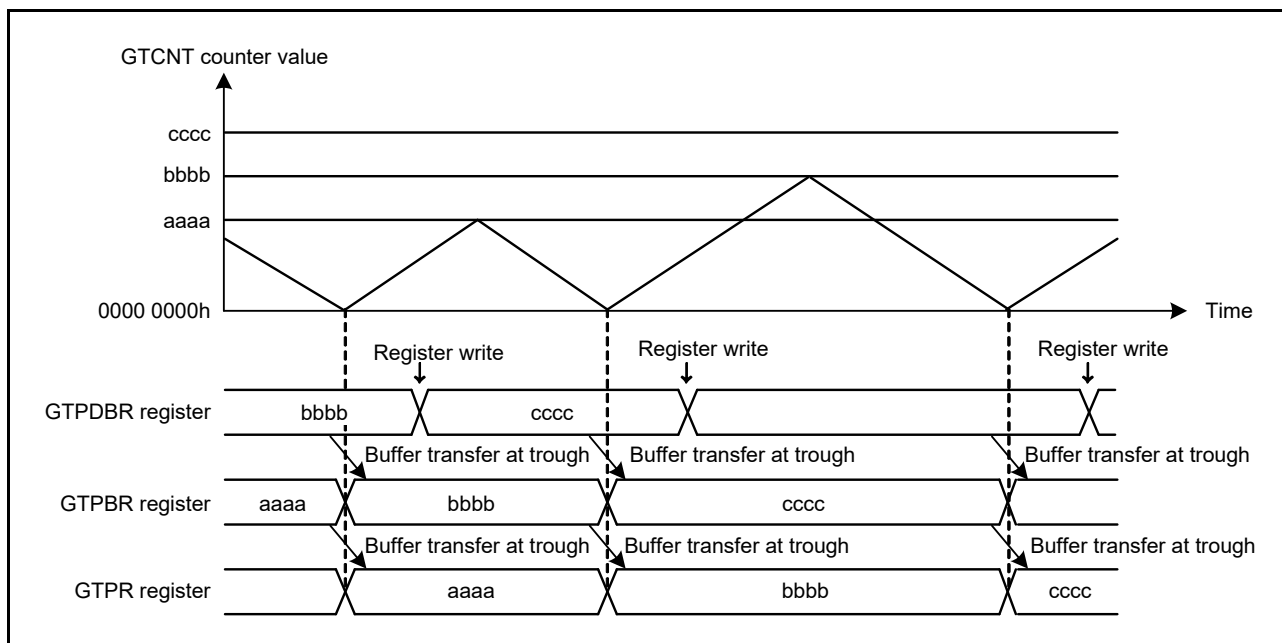 GTCNT counter value
cccc
bbbb
aaaa
0000 0000h
Time
Register write Register write Register write
GTPDBR register bbbb cccc
Buffer transfer at trough Buffer transfer at trough Buffer transfer at trough
GTPBR register aaaa bbbb cccc
Buffer transfer at trough Buffer transfer at trough Buffer transfer at trough
GTPR register aaaa bbbb cccc